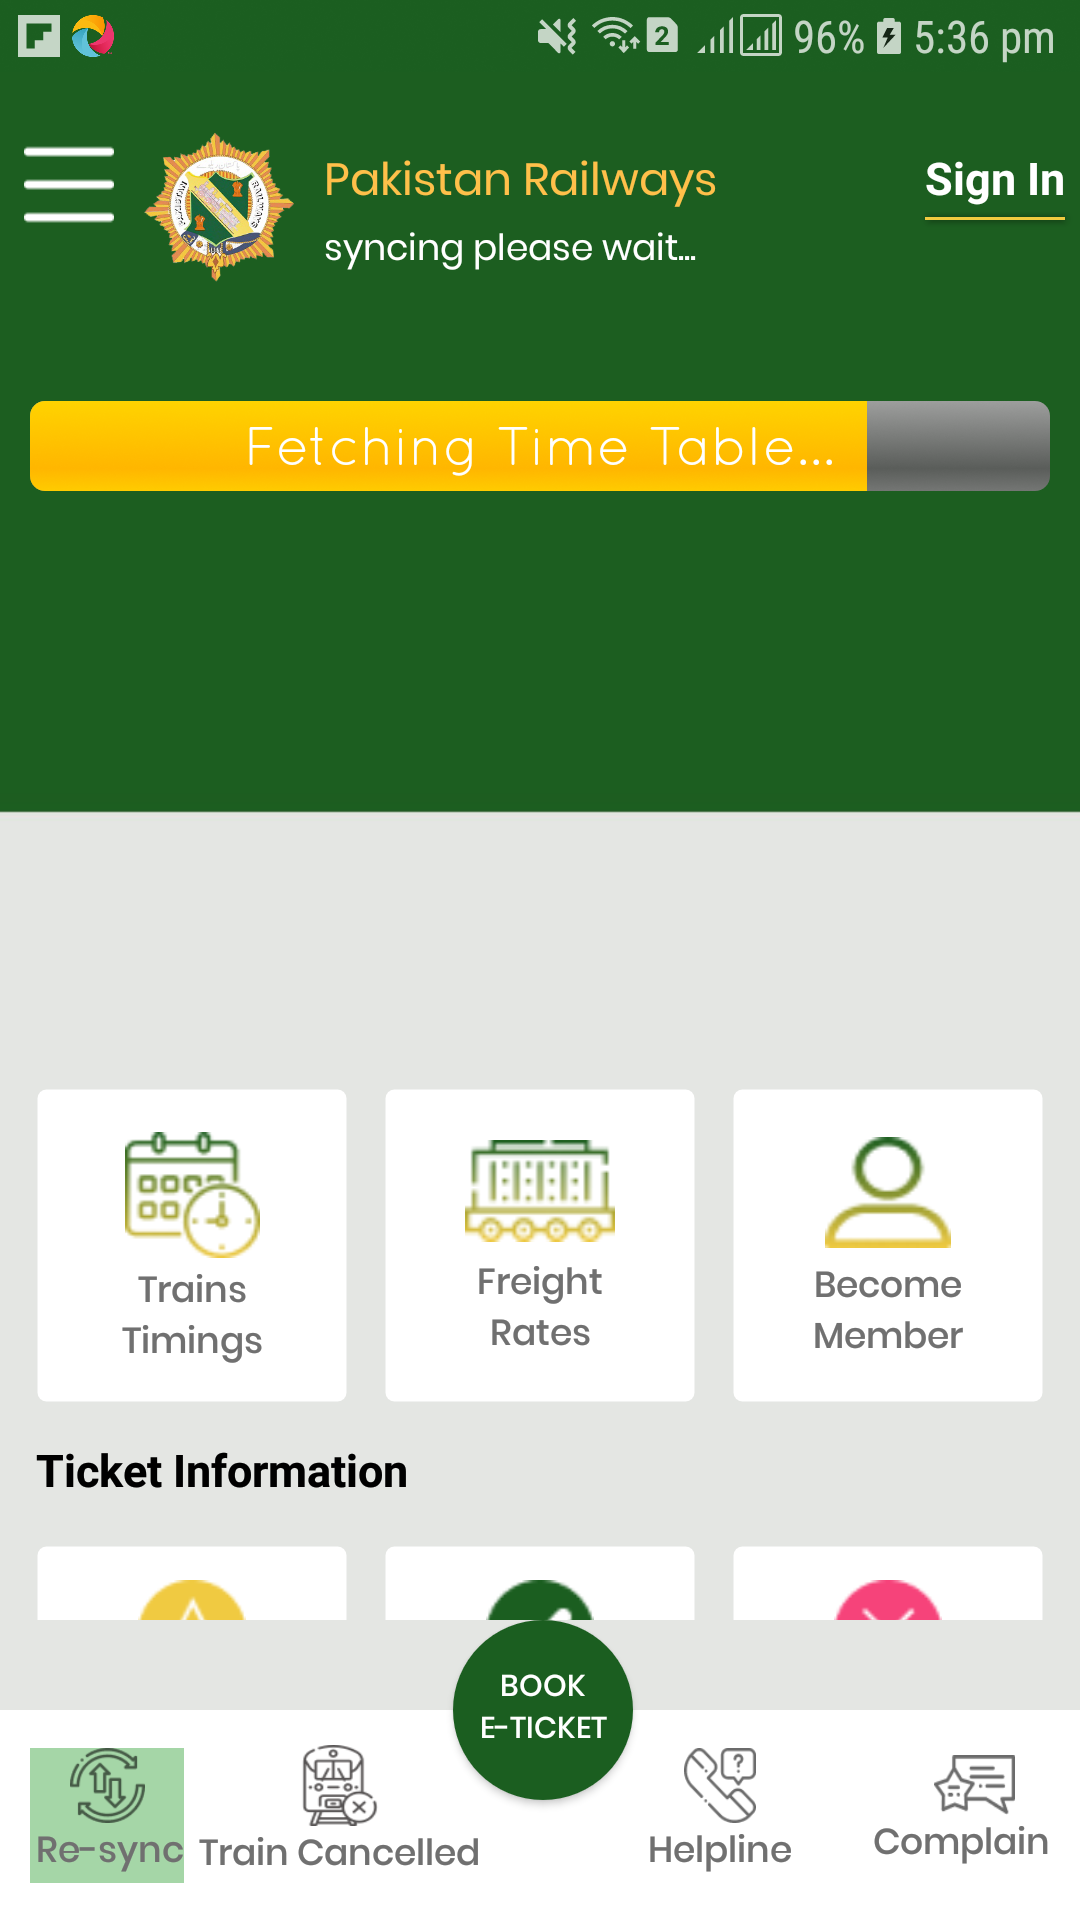 2 96% 5:36 pm
Pakistan Railways
Sign In
syncing please wait...
Fetching Time Table...
Trains
Timings
Freight
Rates
Become
Member
Ticket Information
BOOK
E-TICKET
Re-sync
Train Cancelled
Helpline
Complain